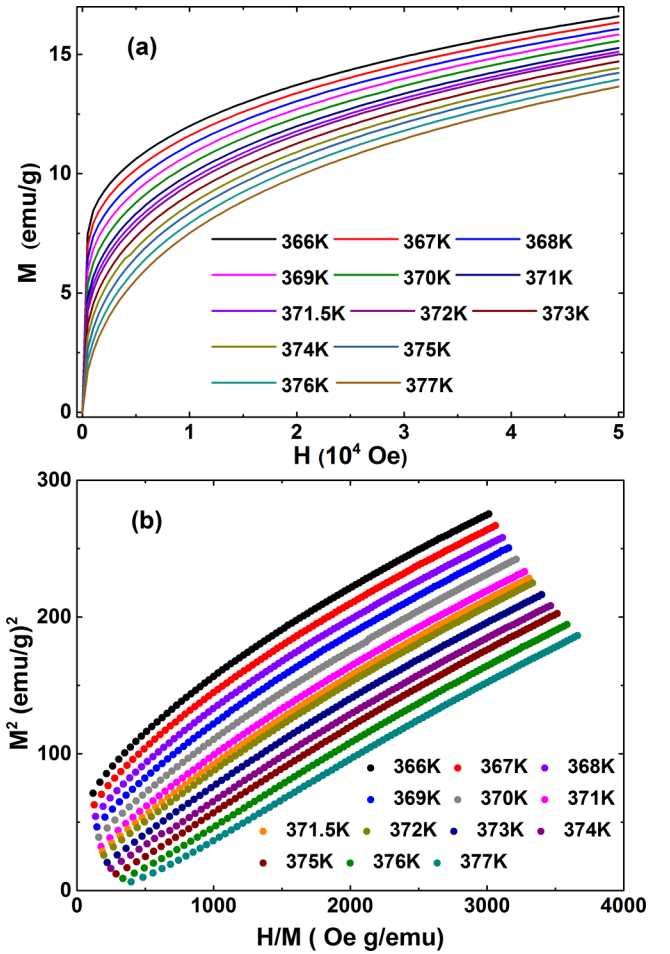 (a)
15
10
5
0
M (emu/g)
366K 367K 368K
369K 370K 371K
371.5K 372K 373K
374K 375K
376K 377K
0 1 2 3 4 5
H (10⁴ Oe)
(b)
300
200
100
0
M² (emu/g)²
366K 367K 368K
369K 370K 371K
371.5K 372K 373K 374K
375K 376K 377K
0 1000 2000 3000 4000
H/M ( Oe g/emu)